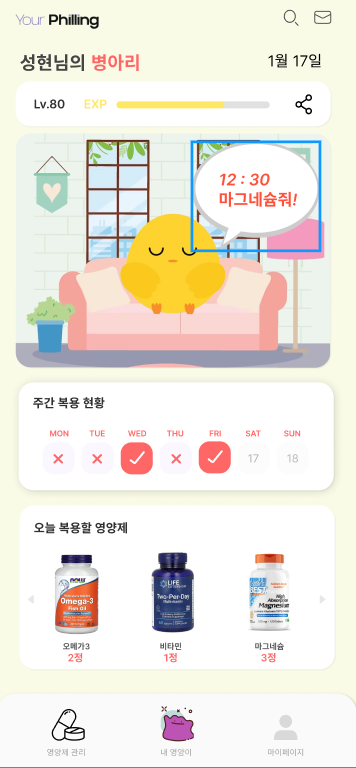 Your Philling
성현님의 병아리
1월 17일
Lv.80 EXP
12 : 30
마그네슘줘!
주간 복용 현황
MON TUE WED THU FRI SAT SUN
17 18
오늘 복용할 영양제
NOW
Omega-3
Fish Oil
LIFE
Two-Per-Day
High
Absorption
Magnesium
오메가3 비타민 마그네슘
2정 1정 3정
영양제 관리 내 영양이 마이페이지